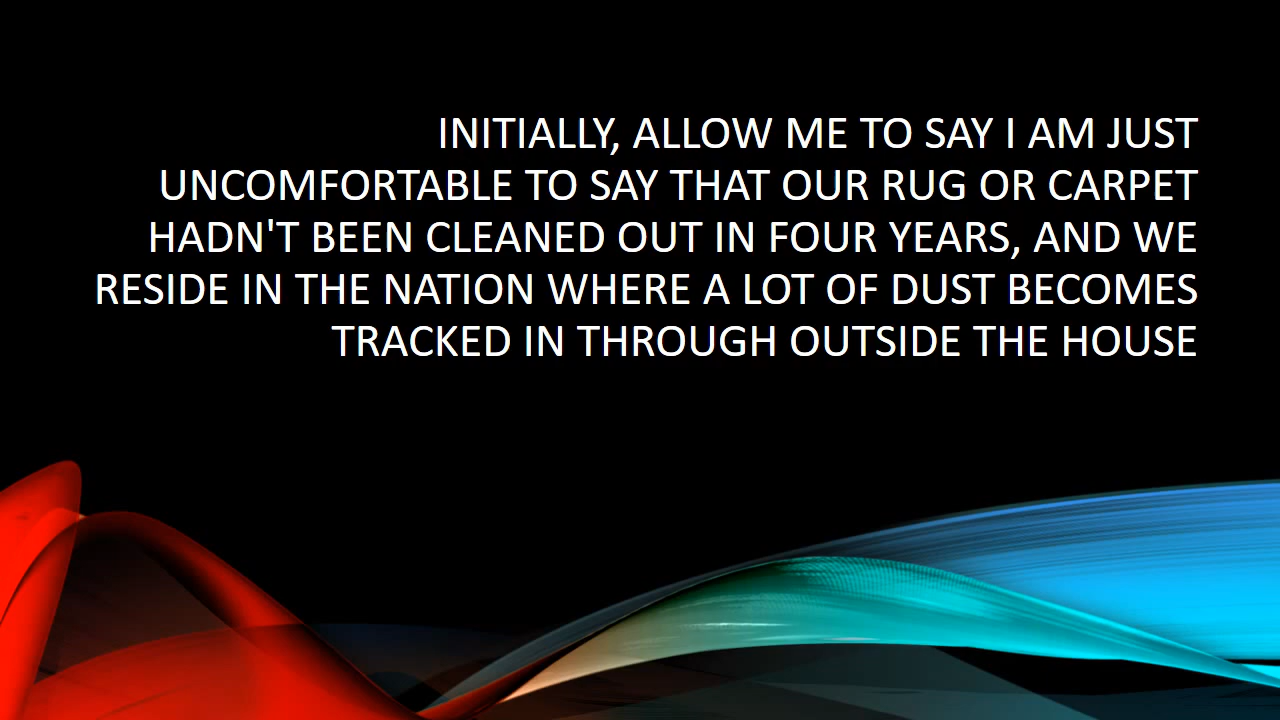 INITIALLY, ALLOW ME TO SAY I AM JUST
UNCOMFORTABLE TO SAY THAT OUR RUG OR CARPET
HADN'T BEEN CLEANED OUT IN FOUR YEARS, AND WE
RESIDE IN THE NATION WHERE A LOT OF DUST BECOMES
TRACKED IN THROUGH OUTSIDE THE HOUSE